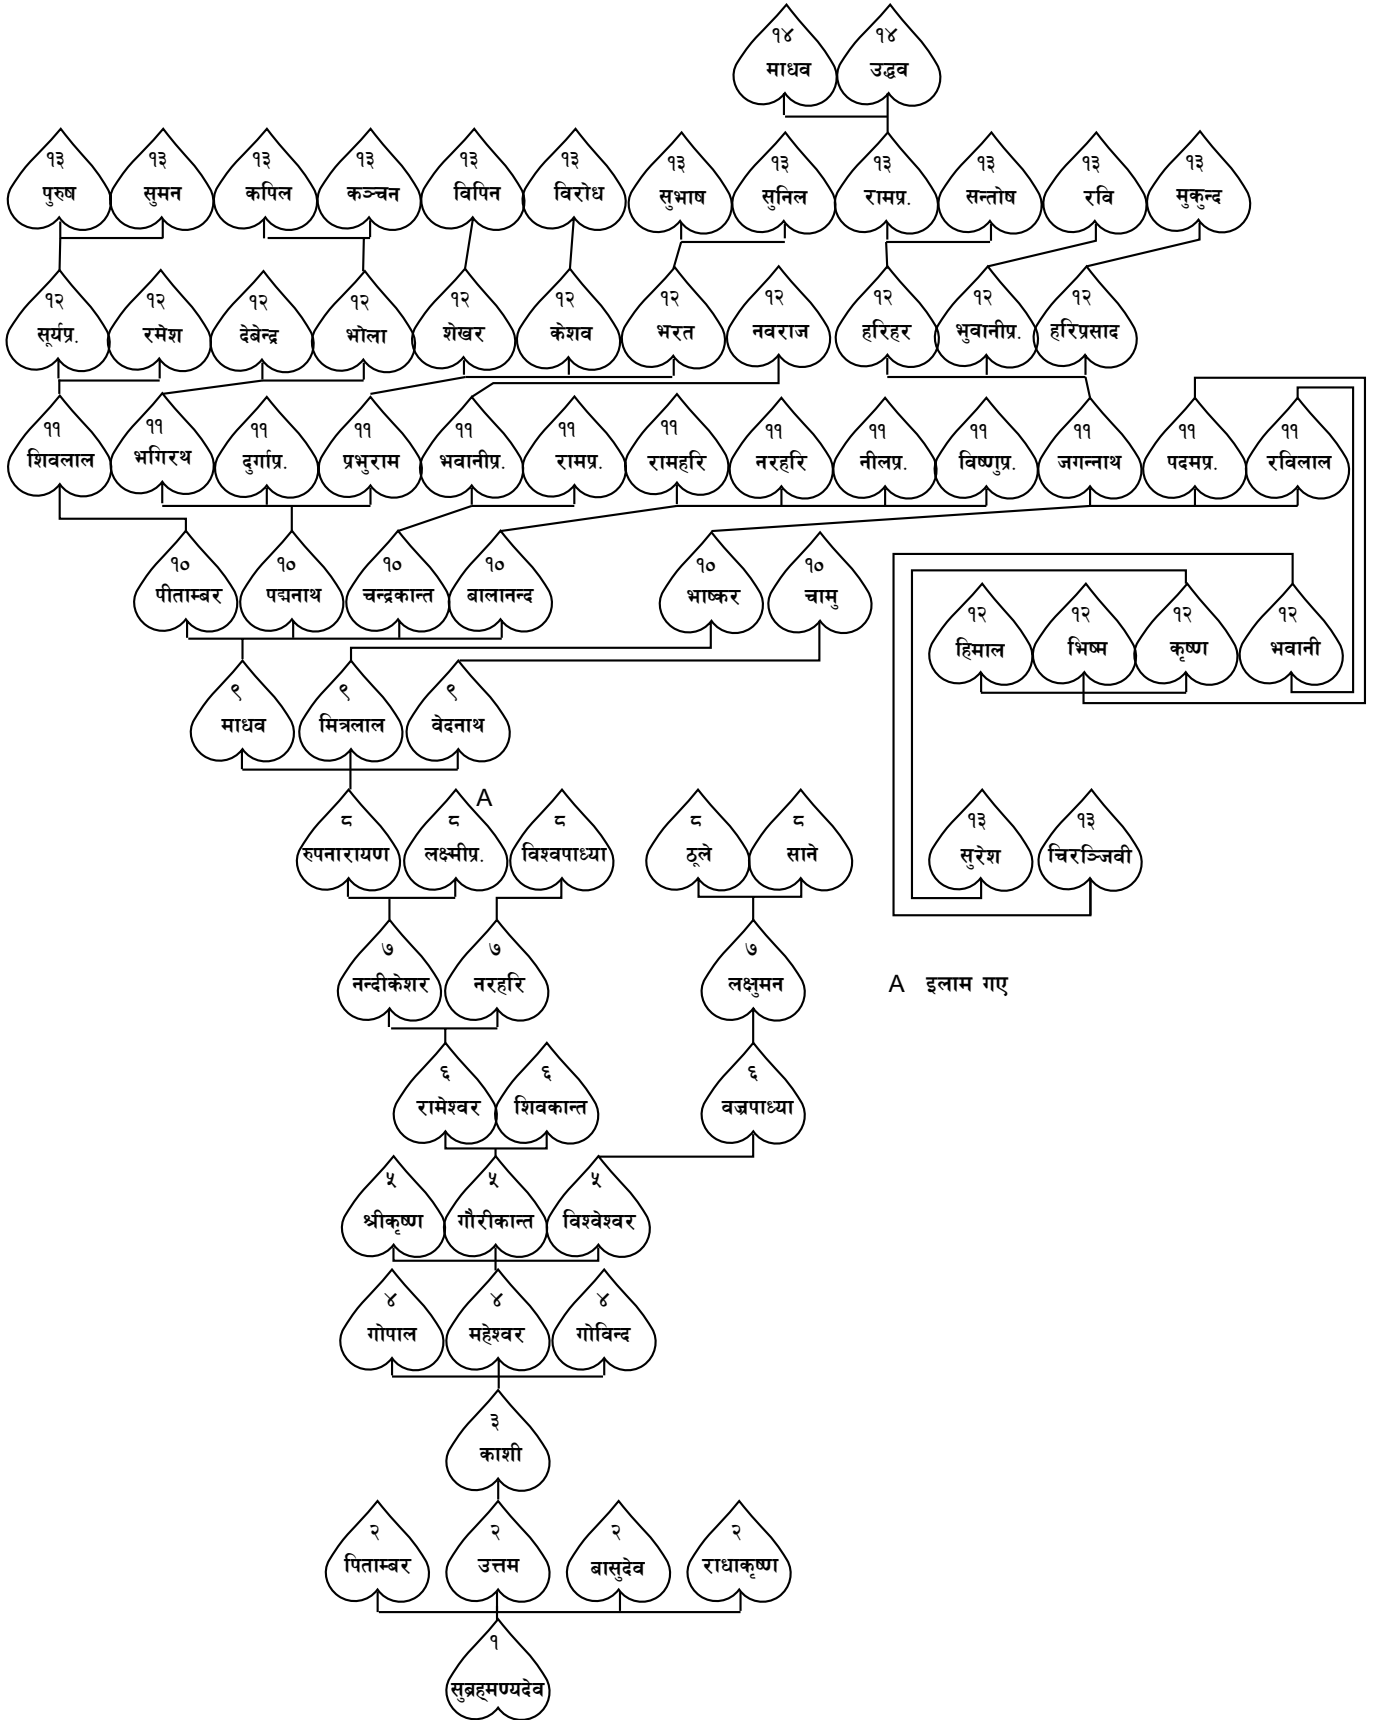 १४ १४
माधव उद्धव
१३ १३ १३ १३ १३ १३ १३ १३ १३ १३ १३ १३
पुरुष सुमन कपिल कञ्चन विपिन विरोध सुभाष सुनिल रामप्र. सन्तोष रवि मुकुन्द
१२ १२ १२ १२ १२ १२ १२ १२ १२ १२ १२
सूर्यप्र. रमेश देबेन्द्र भोला शेखर केशव भरत नवराज हरिहर भुवानीप्र. हरिप्रसाद
११ ११ ११ ११ ११ ११ ११ ११ ११ ११ ११ ११ ११
शिवलाल भगिरथ दुर्गाप्र. प्रभुराम भवानीप्र. रामप्र. रामहरि नरहरि नीलप्र. विष्णुप्र. जगन्नाथ पदमप्र. रविलाल
१० १० १० १० १० १०
पीताम्बर पद्मनाथ चन्द्रकान्त बालानन्द भाष्कर चामु
१२ १२ १२ १२
हिमाल भिष्म कृष्ण भवानी
९ ९ ९
माधव मित्रलाल वेदनाथ
A
८ ८ ८ ८ ८
रुपनारायण लक्ष्मीप्र. विश्वपाध्या ठूले साने
१३ १३
सुरेश चिरञ्जिवी
७ ७ ७
नन्दीकेशर नरहरि लक्षुमन
A इलाम गए
६ ६ ६
रामेश्वर शिवकान्त वज्रपाध्या
५ ५ ५
श्रीकृष्ण गौरीकान्त विश्वेश्वर
४ ४ ४
गोपाल महेश्वर गोविन्द
३
काशी
२ २ २ २
पिताम्बर उत्तम बासुदेव राधाकृष्ण
१
सुब्रह्मण्यदेव